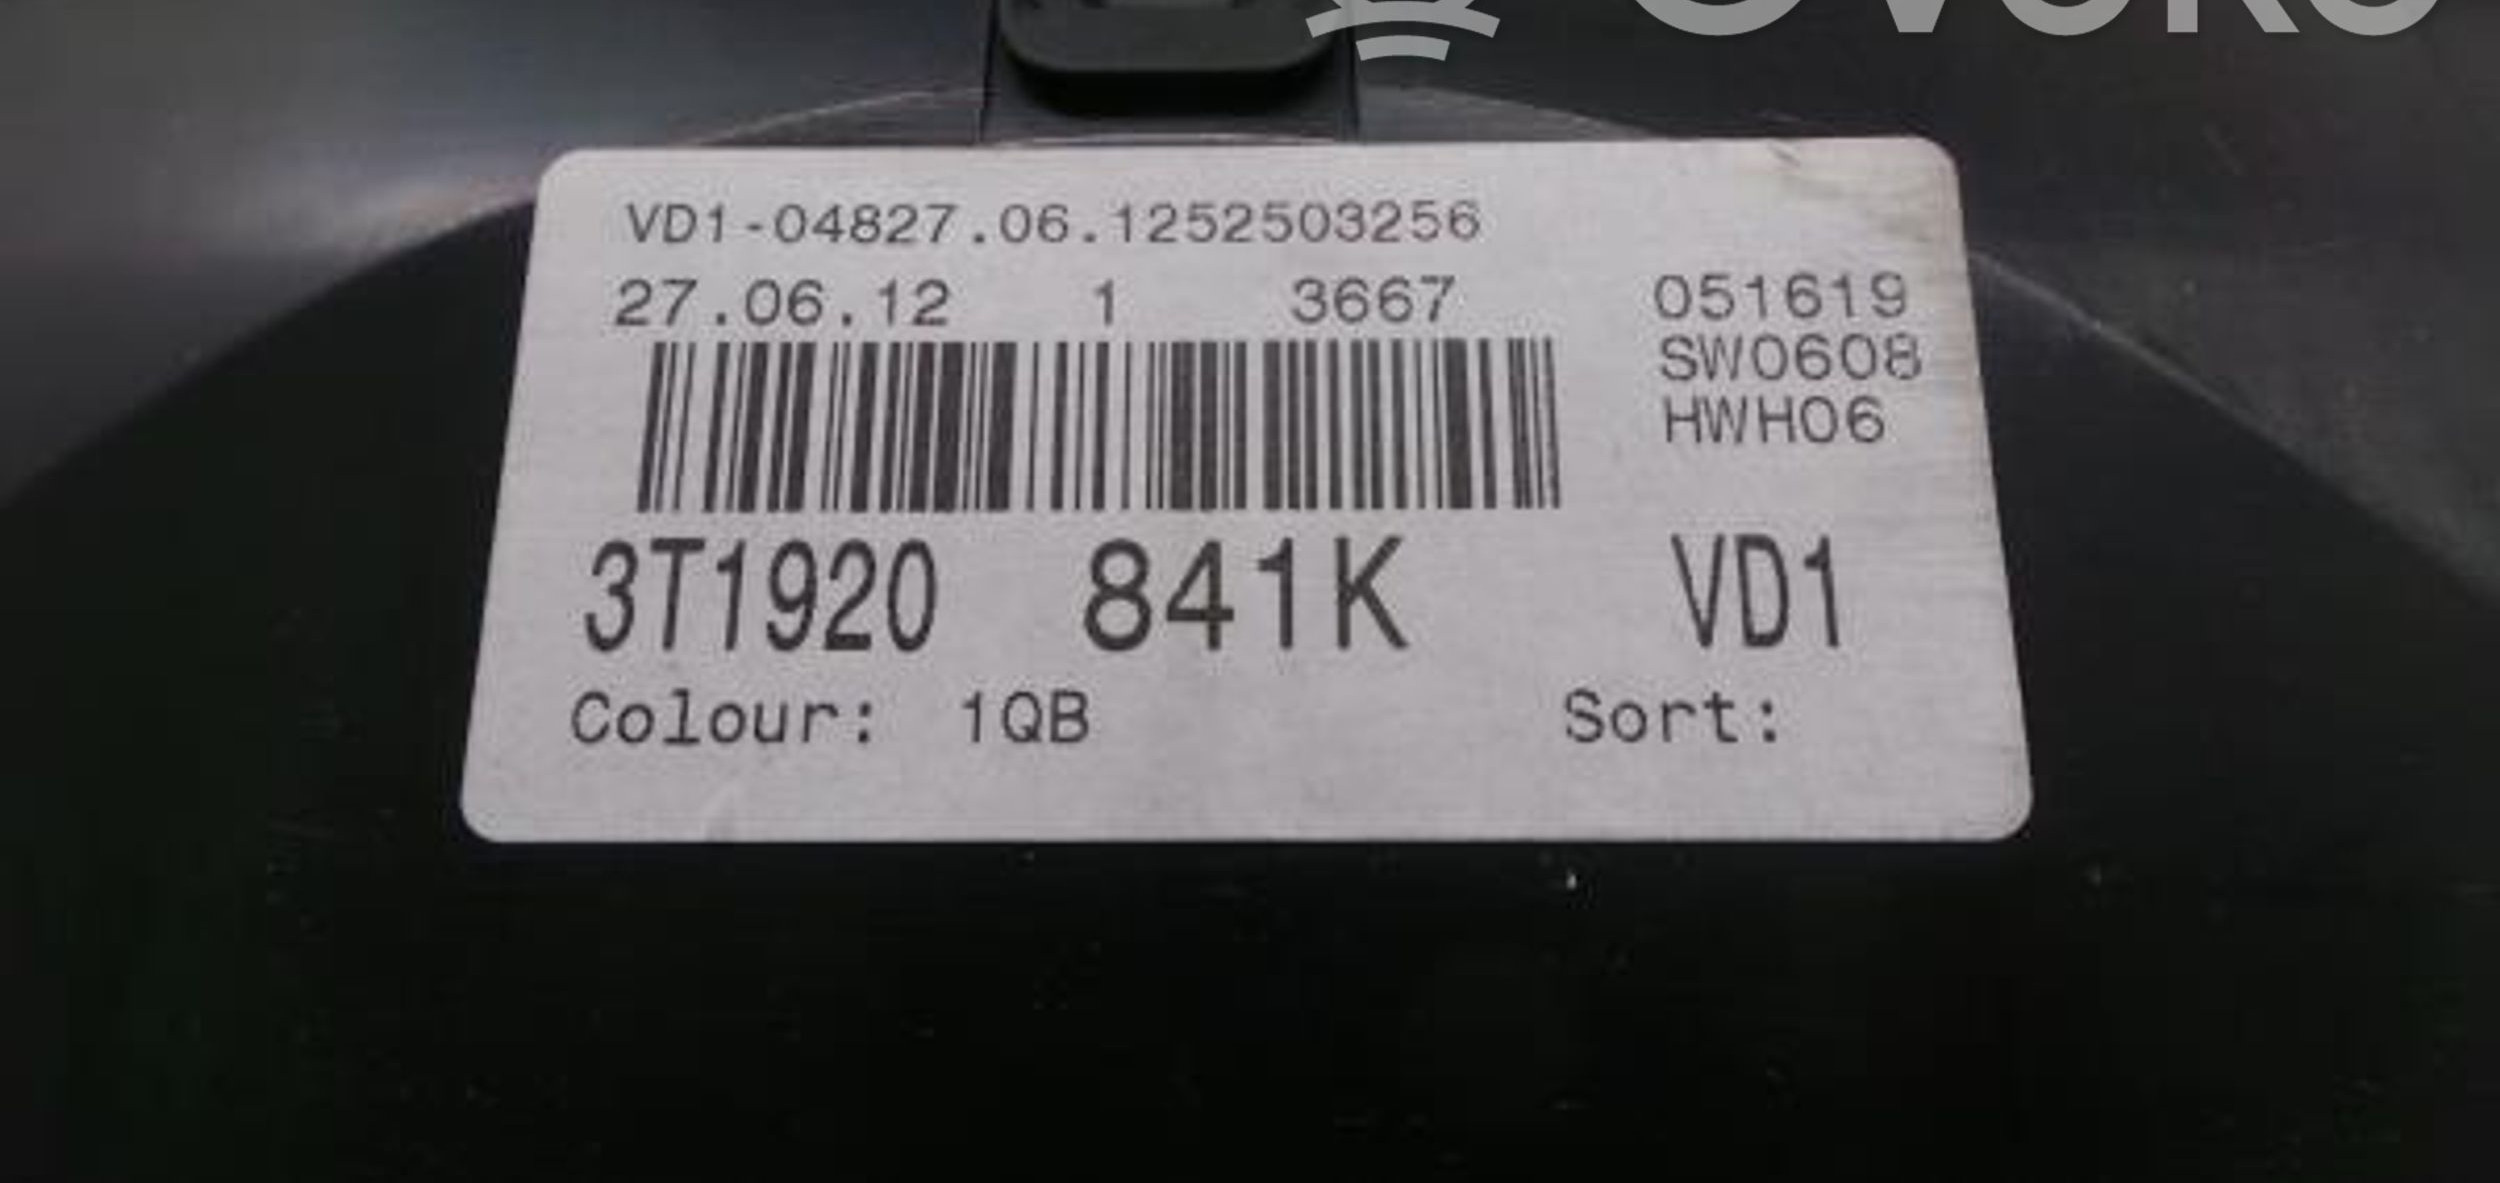 VD1-04827.06.1252503256
27.06.12 1 3667 051619
SW0608
HWH06
3T1920 841K VD1
Colour: 1QB Sort: